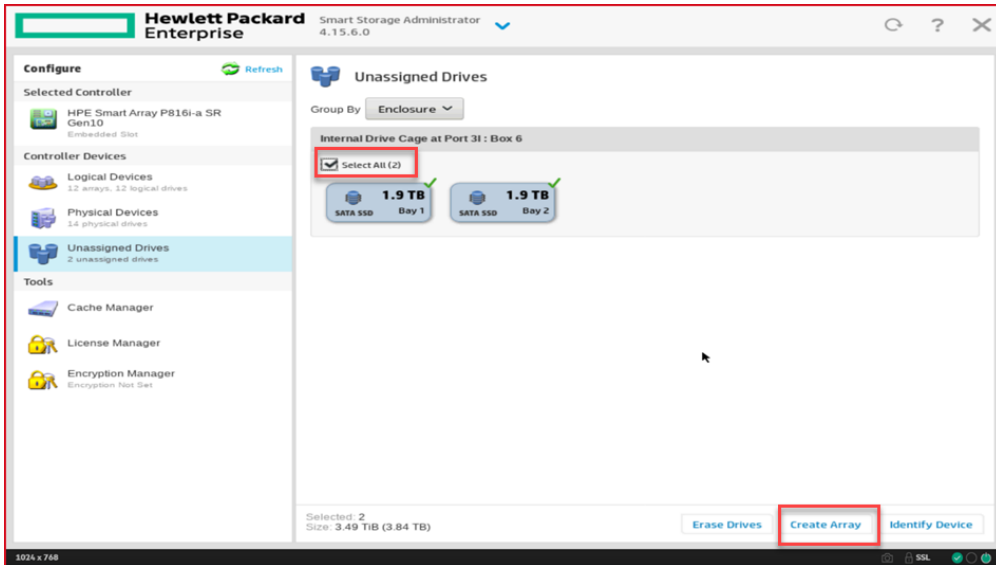 Hewlett Packard
Enterprise
Smart Storage Administrator
4.15.6.0
?
Configure
Refresh
Selected Controller
HPE Smart Array P816i-a SR
Gen10
Embedded Slot
Controller Devices
Logical Devices
12 arrays, 12 logical drives
Physical Devices
14 physical drives
Unassigned Drives
2 unassigned drives
Tools
Cache Manager
License Manager
Encryption Manager
Encryption Not Set
Unassigned Drives
Group By Enclosure
Internal Drive Cage at Port 3I : Box 6
Select All (2)
1.9 TB
SATA SSD Bay 1
1.9 TB
SATA SSD Bay 2
Selected: 2
Size: 3.49 TiB (3.84 TB)
Erase Drives
Create Array
Identify Device
1024 x 768
SSL